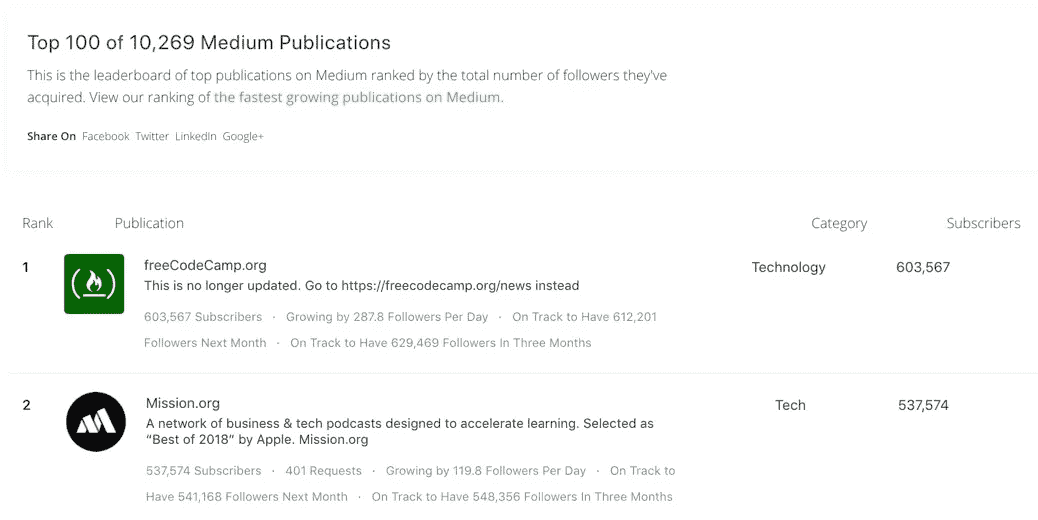 Top 100 of 10,269 Medium Publications
This is the leaderboard of top publications on Medium ranked by the total number of followers they've
acquired. View our ranking of the fastest growing publications on Medium.
Share On Facebook Twitter LinkedIn Google+
Rank Publication Category Subscribers
1 freeCodeCamp.org Technology 603,567
This is no longer updated. Go to https://freecodecamp.org/news instead
603,567 Subscribers · Growing by 287.8 Followers Per Day · On Track to Have 612,201
Followers Next Month · On Track to Have 629,469 Followers In Three Months
2 Mission.org Tech 537,574
A network of business & tech podcasts designed to accelerate learning. Selected as
“Best of 2018” by Apple. Mission.org
537,574 Subscribers · 401 Requests · Growing by 119.8 Followers Per Day · On Track to
Have 541,168 Followers Next Month · On Track to Have 548,356 Followers In Three Months